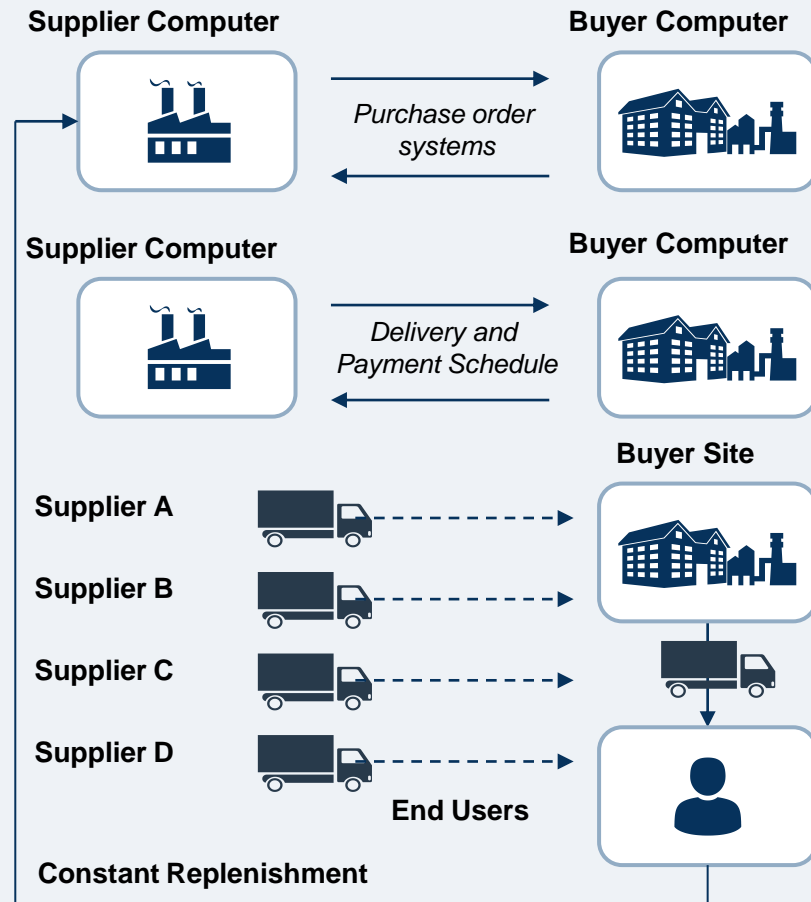 Supplier Computer
Buyer Computer
Purchase order
systems
Supplier Computer
Buyer Computer
Delivery and
Payment Schedule
Buyer Site
Supplier A
Supplier B
Supplier C
Supplier D
End Users
Constant Replenishment